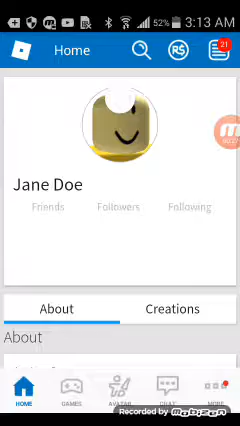 52% 3:13 AM
Home R$ 21
Jane Doe
Friends Followers Following
About Creations
About
HOME GAMES AVATAR CHAT MORE
Recorded by mobizen